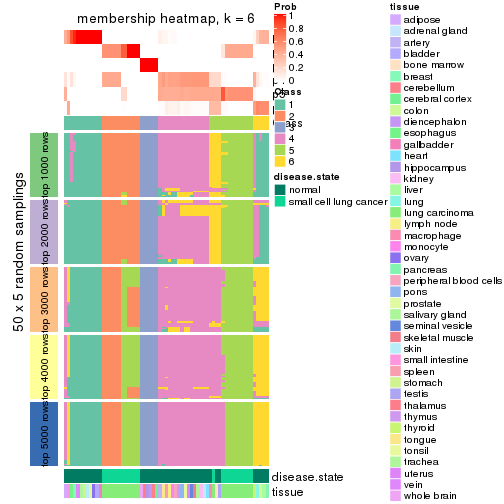 membership heatmap, k = 6
50 x 5 random samplings
top 1000 rows
top 2000 rows
top 3000 rows
top 4000 rows
top 5000 rows
disease.state
tissue
Prob
1
0.8
0.6
0.4
0.2
0
Class
1
2
3
4
5
6
disease.state
normal
small cell lung cancer
tissue
adipose
adrenal gland
artery
bladder
bone marrow
breast
cerebellum
cerebral cortex
colon
diencephalon
esophagus
gallbladder
heart
hippocampus
kidney
liver
lung
lung carcinoma
lymph node
macrophage
monocyte
ovary
pancreas
peripheral blood cells
pons
prostate
salivary gland
seminal vesicle
skeletal muscle
skin
small intestine
spleen
stomach
testis
thalamus
thymus
thyroid
tongue
tonsil
trachea
uterus
vein
whole brain